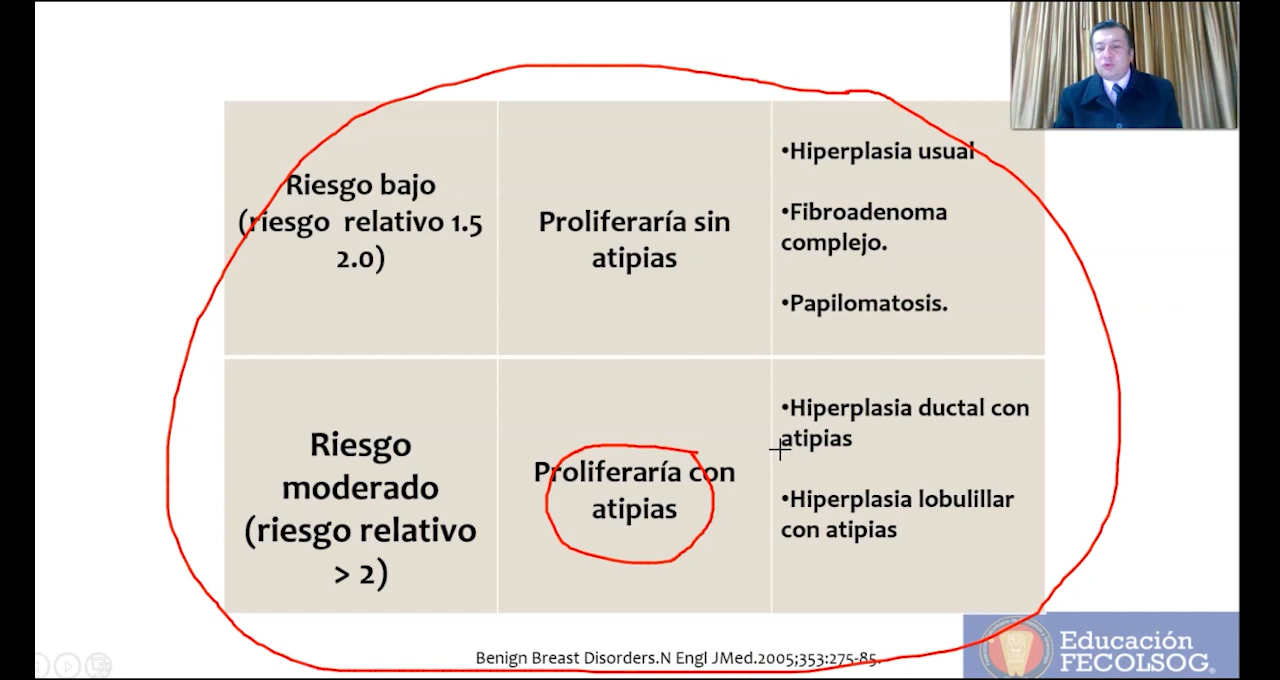 Riesgo bajo
(riesgo relativo 1.5
2.0)
Proliferaría sin
atipias
•Hiperplasia usual
•Fibroadenoma
complejo.
•Papilomatosis.
Riesgo
moderado
(riesgo relativo
> 2)
Proliferaría con
atipias
•Hiperplasia ductal con
atipias
•Hiperplasia lobulillar
con atipias
Benign Breast Disorders.N Engl JMed.2005;353:275-85.
Educación
FECOLSOG®